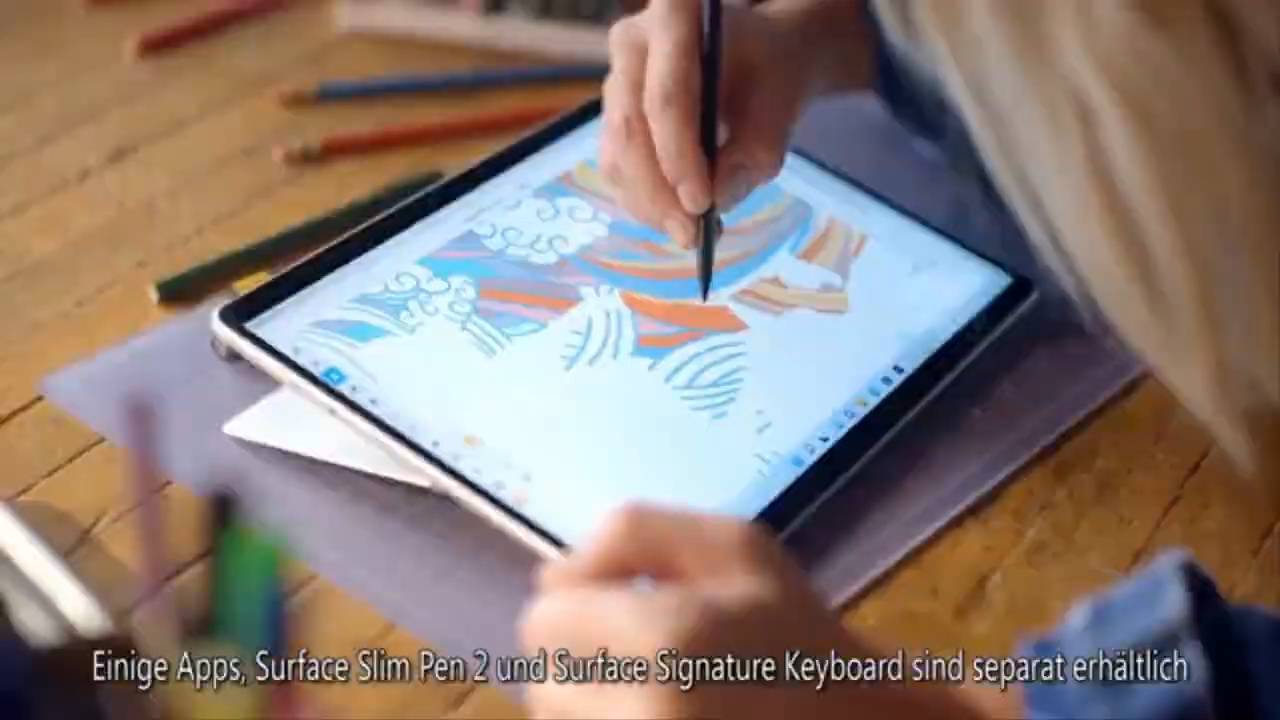 Einige Apps, Surface Slim Pen 2 und Surface Signature Keyboard sind separat erhältlich